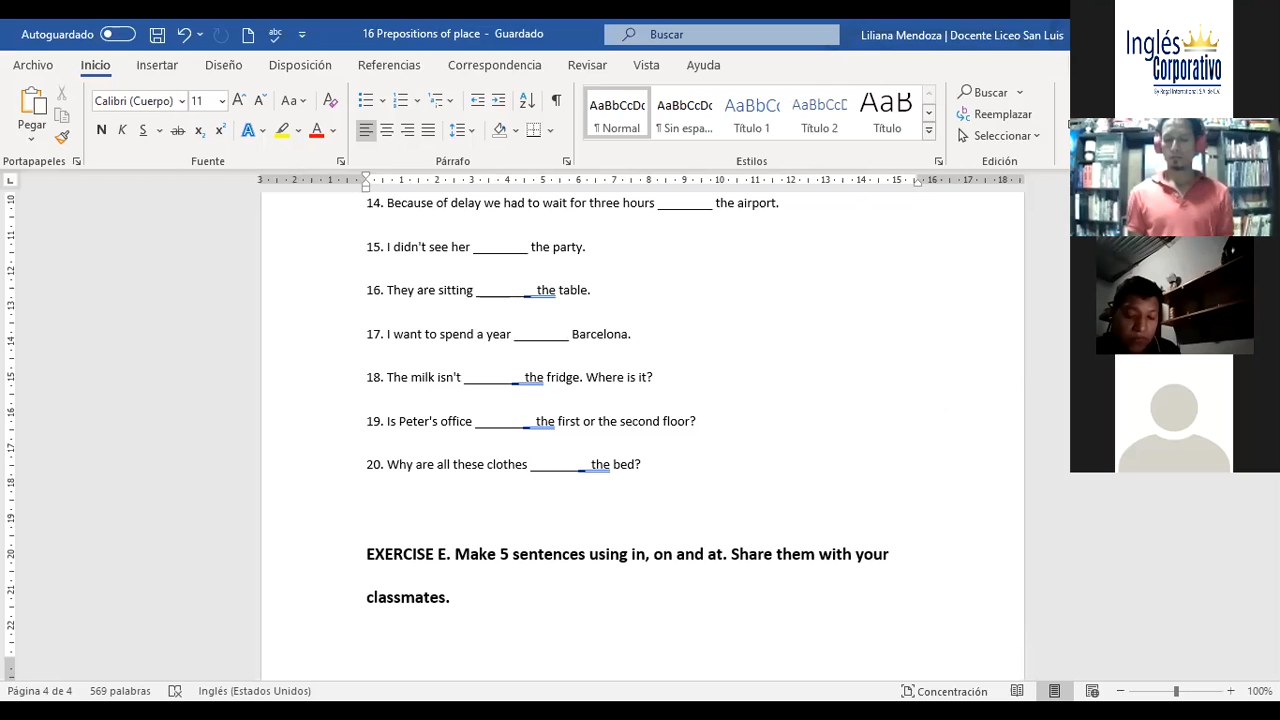 Autoguardado
16 Prepositions of place - Guardado
Buscar
Liliana Mendoza | Docente Liceo San Luis
Archivo Inicio Insertar Diseño Disposición Referencias Correspondencia Revisar Vista Ayuda
Pegar
Portapapeles
Calibri (Cuerpo) 11
Fuente
Párrafo
AaBbCcDc AaBbCcDc AaBbCc AaBbCcD AaB
¶ Normal ¶ Sin espa... Título 1 Título 2 Título
Estilos
Buscar
Reemplazar
Seleccionar
Edición
Inglés
Corporativo
14. Because of delay we had to wait for three hours ________ the airport.
15. I didn't see her ________ the party.
16. They are sitting ________ the table.
17. I want to spend a year ________ Barcelona.
18. The milk isn't ________ the fridge. Where is it?
19. Is Peter's office ________ the first or the second floor?
20. Why are all these clothes ________ the bed?
EXERCISE E. Make 5 sentences using in, on and at. Share them with your
classmates.
Página 4 de 4 569 palabras Inglés (Estados Unidos) Concentración 100%